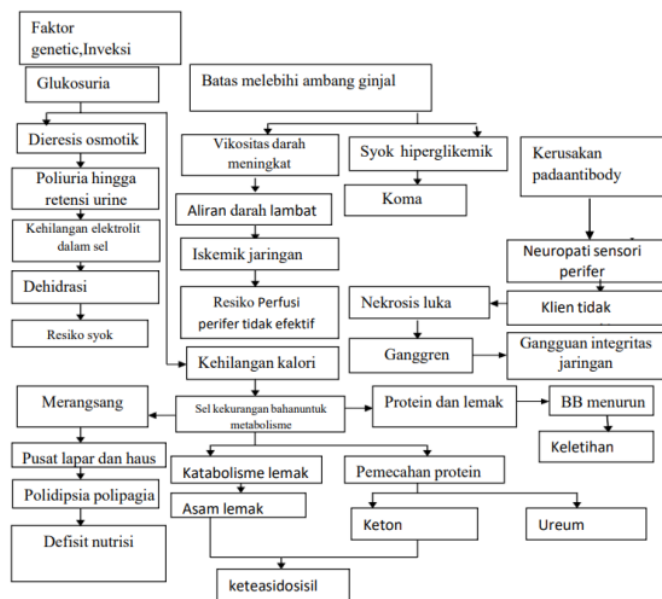 Faktor
genetic,Inveksi
Glukosuria
Batas melebihi ambang ginjal
Dieresis osmotik
Vikositas darah
meningkat
Syok hiperglikemik
Kerusakan
padaantibody
Poliuria hingga
retensi urine
Aliran darah lambat
Koma
Kehilangan elektrolit
dalam sel
Iskemik jaringan
Neuropati sensori
perifer
Dehidrasi
Resiko Perfusi
perifer tidak efektif
Nekrosis luka
Klien tidak
Resiko syok
Kehilangan kalori
Ganggren
Gangguan integritas
jaringan
Merangsang
Sel kekurangan bahanuntuk
metabolisme
Protein dan lemak
BB menurun
Keletihan
Pusat lapar dan haus
Katabolisme lemak
Pemecahan protein
Polidipsia polipagia
Asam lemak
Keton
Ureum
Defisit nutrisi
keteasidosisil